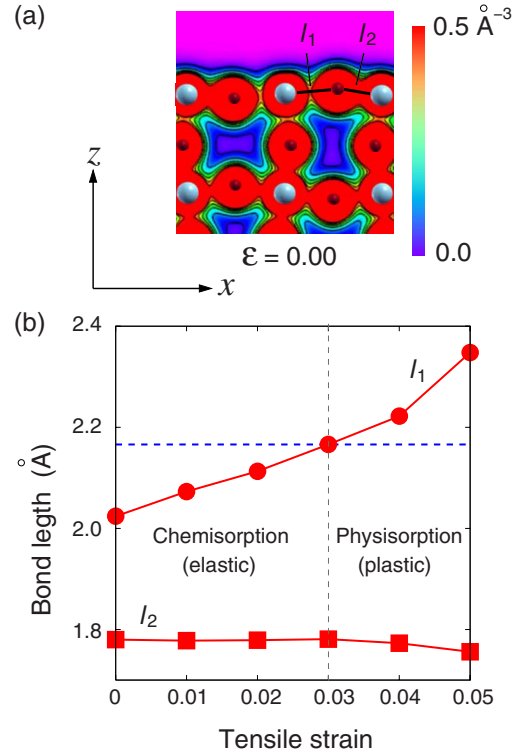 (a)
l1 l2
0.5 Å−3
0.0
z
x
ε = 0.00
(b)
2.4
2.2
2.0
1.8
Bond legth (Å)
l1
Chemisorption
(elastic)
Physisorption
(plastic)
l2
0 0.01 0.02 0.03 0.04 0.05
Tensile strain